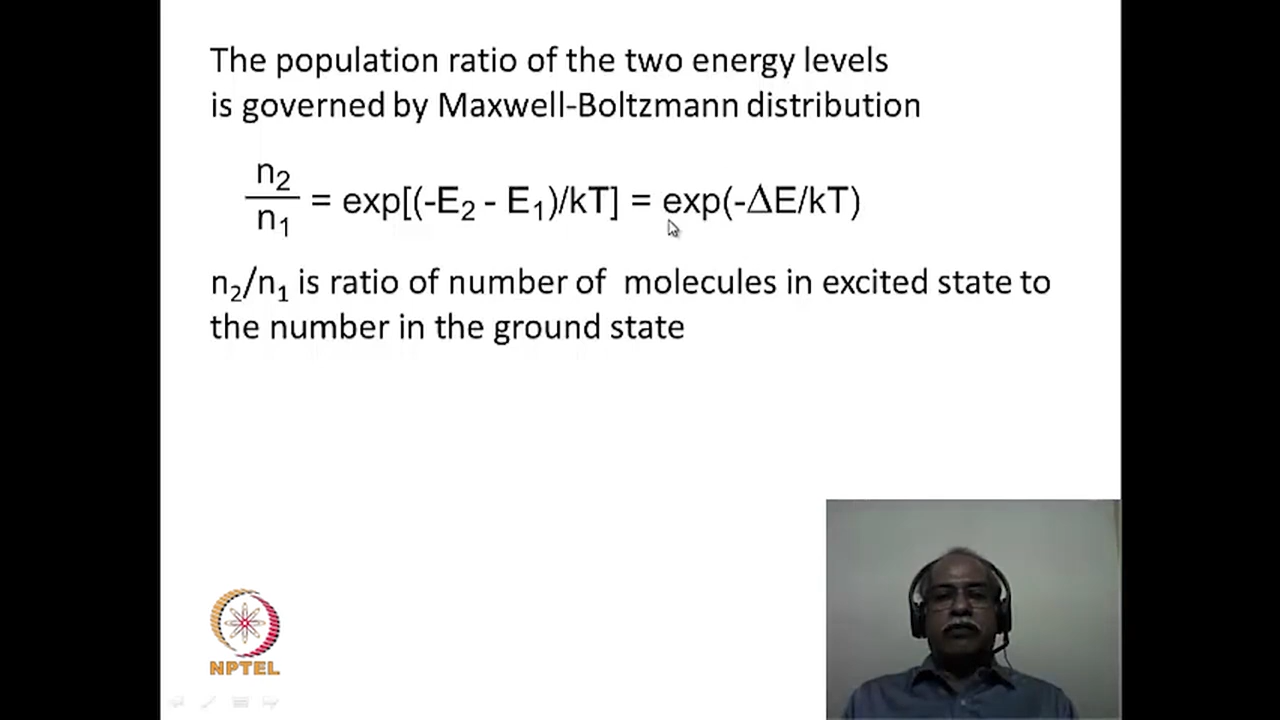 The population ratio of the two energy levels
is governed by Maxwell-Boltzmann distribution
n₂/n₁ = exp[(-E₂ - E₁)/kT] = exp(-ΔE/kT)
n₂/n₁ is ratio of number of molecules in excited state to
the number in the ground state
NPTEL